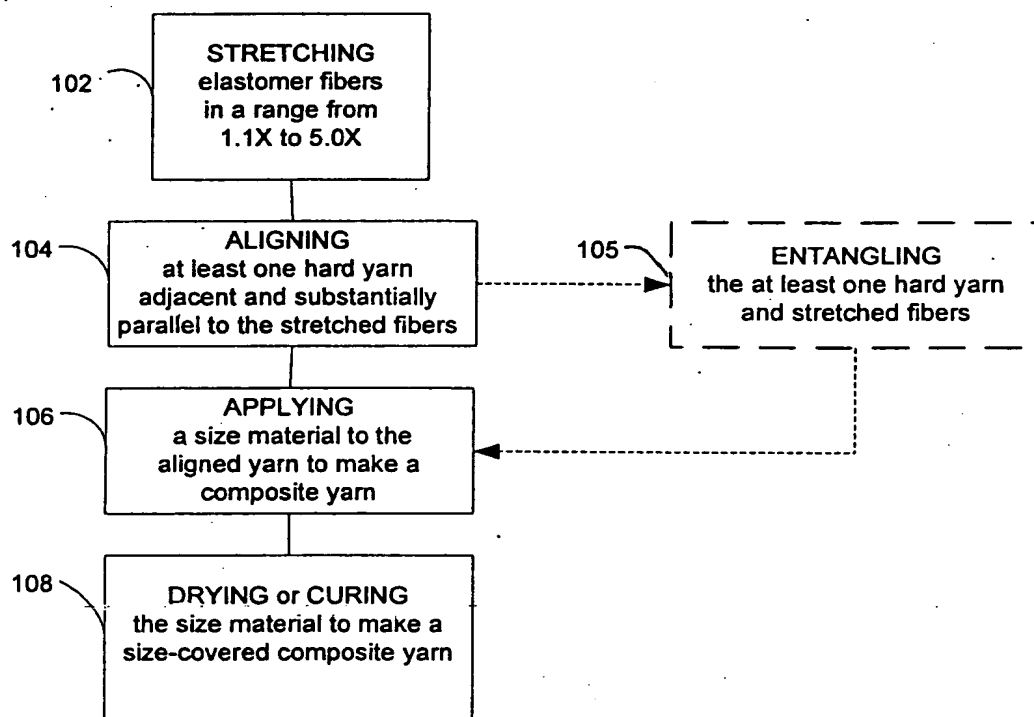 102
STRETCHING
elastomer fibers
in a range from
1.1X to 5.0X
104
ALIGNING
at least one hard yarn
adjacent and substantially
parallel to the stretched fibers
105
ENTANGLING
the at least one hard yarn
and stretched fibers
106
APPLYING
a size material to the
aligned yarn to make a
composite yarn
108
DRYING or CURING
the size material to make a
size-covered composite yarn